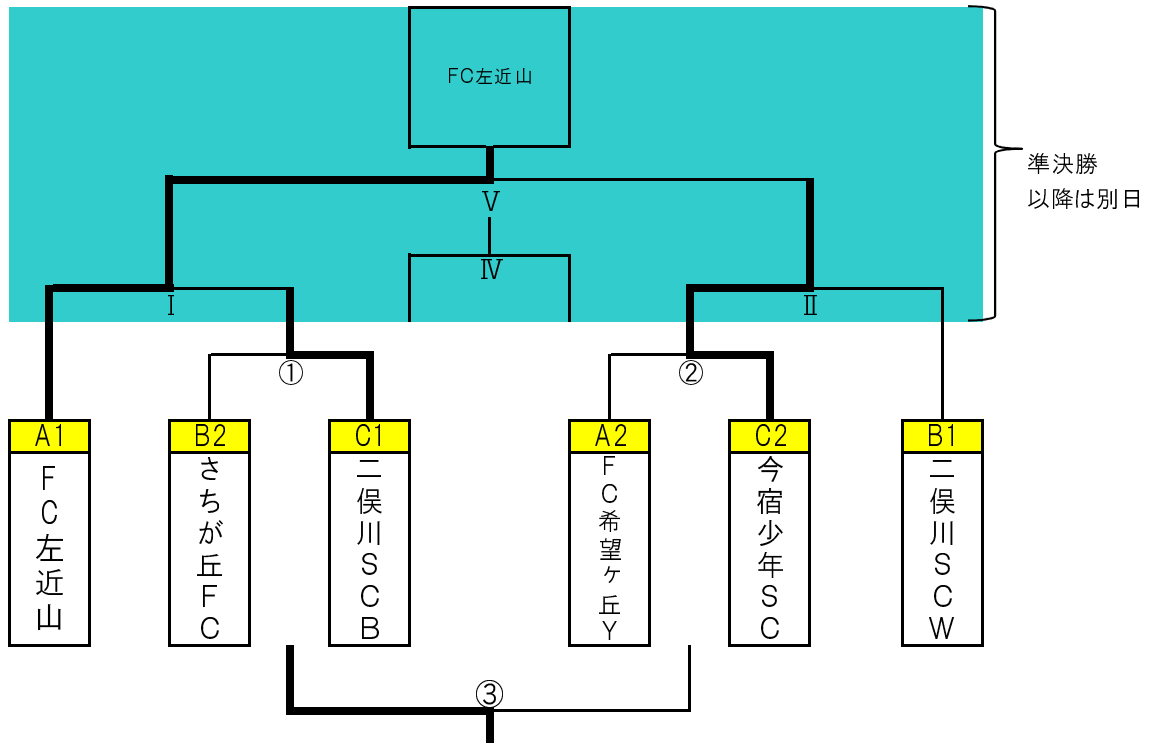 FC左近山
準決勝
以降は別日
Ⅴ
Ⅳ
Ⅰ
Ⅱ
①
②
A1
B2
C1
A2
C2
B1
FC左近山
さちが丘FC
二俣川SCB
FC希望ヶ丘Y
今宿少年SC
二俣川SCW
③